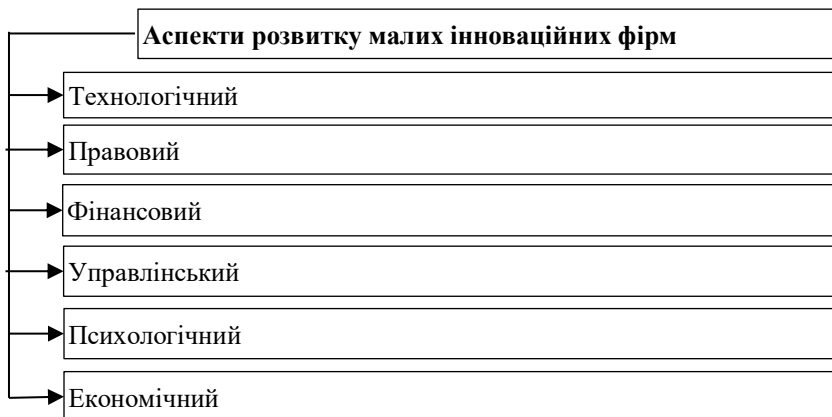 Аспекти розвитку малих інноваційних фірм
Технологічний
Правовий
Фінансовий
Управлінський
Психологічний
Економічний